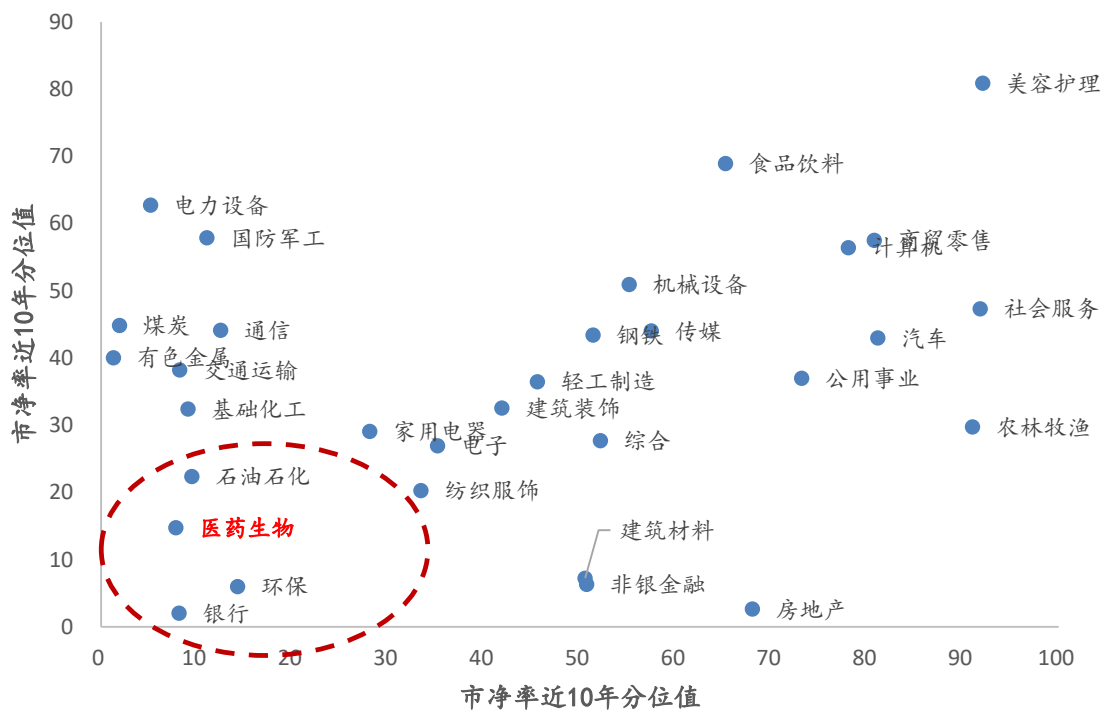 90
80
70
60
50
40
30
20
10
0
市净率近10年分位值
美容护理
食品饮料
电力设备
国防军工
商贸零售
计算机
机械设备
社会服务
煤炭
通信
钢铁
传媒
汽车
有色金属
交通运输
轻工制造
公用事业
基础化工
建筑装饰
家用电器
电子
综合
农林牧渔
石油石化
纺织服饰
医药生物
建筑材料
环保
非银金融
银行
房地产
0 10 20 30 40 50 60 70 80 90 100
市净率近10年分位值